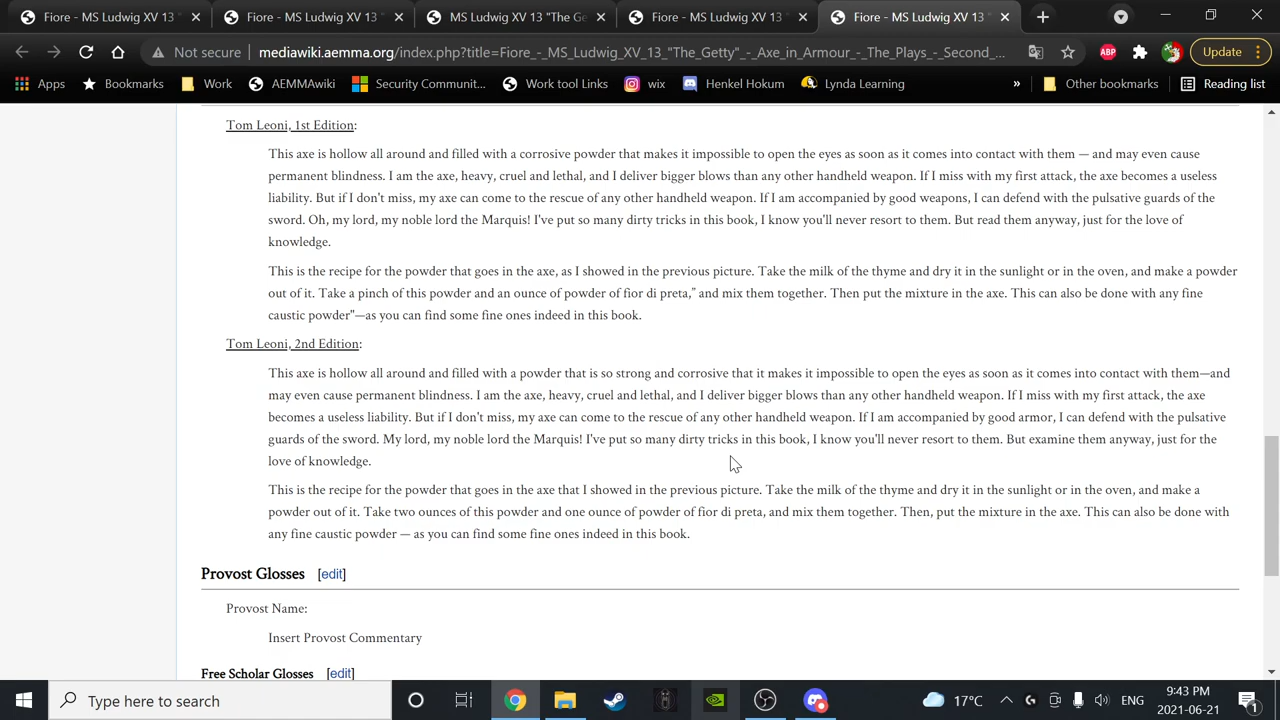 Fiore - MS Ludwig XV 13 "
Fiore - MS Ludwig XV 13 "
MS Ludwig XV 13 "The Ge
Fiore - MS Ludwig XV 13 "
Fiore - MS Ludwig XV 13 "
Not secure
mediawiki.aemma.org/index.php?title=Fiore_-_MS_Ludwig_XV_13_"The_Getty"_-_Axe_in_Armour_-_The_Plays_-_Second_...
ABP
Update
Apps
Bookmarks
Work
AEMMAwiki
Security Communit...
Work tool Links
wix
Henkel Hokum
Lynda Learning
»
Other bookmarks
Reading list
Tom Leoni, 1st Edition:
This axe is hollow all around and filled with a corrosive powder that makes it impossible to open the eyes as soon as it comes into contact with them — and may even cause
permanent blindness. I am the axe, heavy, cruel and lethal, and I deliver bigger blows than any other handheld weapon. If I miss with my first attack, the axe becomes a useless
liability. But if I don't miss, my axe can come to the rescue of any other handheld weapon. If I am accompanied by good weapons, I can defend with the pulsative guards of the
sword. Oh, my lord, my noble lord the Marquis! I've put so many dirty tricks in this book, I know you'll never resort to them. But read them anyway, just for the love of
knowledge.
This is the recipe for the powder that goes in the axe, as I showed in the previous picture. Take the milk of the thyme and dry it in the sunlight or in the oven, and make a powder
out of it. Take a pinch of this powder and an ounce of powder of fior di preta,” and mix them together. Then put the mixture in the axe. This can also be done with any fine
caustic powder"—as you can find some fine ones indeed in this book.
Tom Leoni, 2nd Edition:
This axe is hollow all around and filled with a powder that is so strong and corrosive that it makes it impossible to open the eyes as soon as it comes into contact with them—and
may even cause permanent blindness. I am the axe, heavy, cruel and lethal, and I deliver bigger blows than any other handheld weapon. If I miss with my first attack, the axe
becomes a useless liability. But if I don't miss, my axe can come to the rescue of any other handheld weapon. If I am accompanied by good armor, I can defend with the pulsative
guards of the sword. My lord, my noble lord the Marquis! I've put so many dirty tricks in this book, I know you'll never resort to them. But examine them anyway, just for the
love of knowledge.
This is the recipe for the powder that goes in the axe that I showed in the previous picture. Take the milk of the thyme and dry it in the sunlight or in the oven, and make a
powder out of it. Take two ounces of this powder and one ounce of powder of fior di preta, and mix them together. Then, put the mixture in the axe. This can also be done with
any fine caustic powder — as you can find some fine ones indeed in this book.
Provost Glosses [edit]
Provost Name:
Insert Provost Commentary
Free Scholar Glosses [edit]
Type here to search
17°C
ENG
9:43 PM
2021-06-21
1